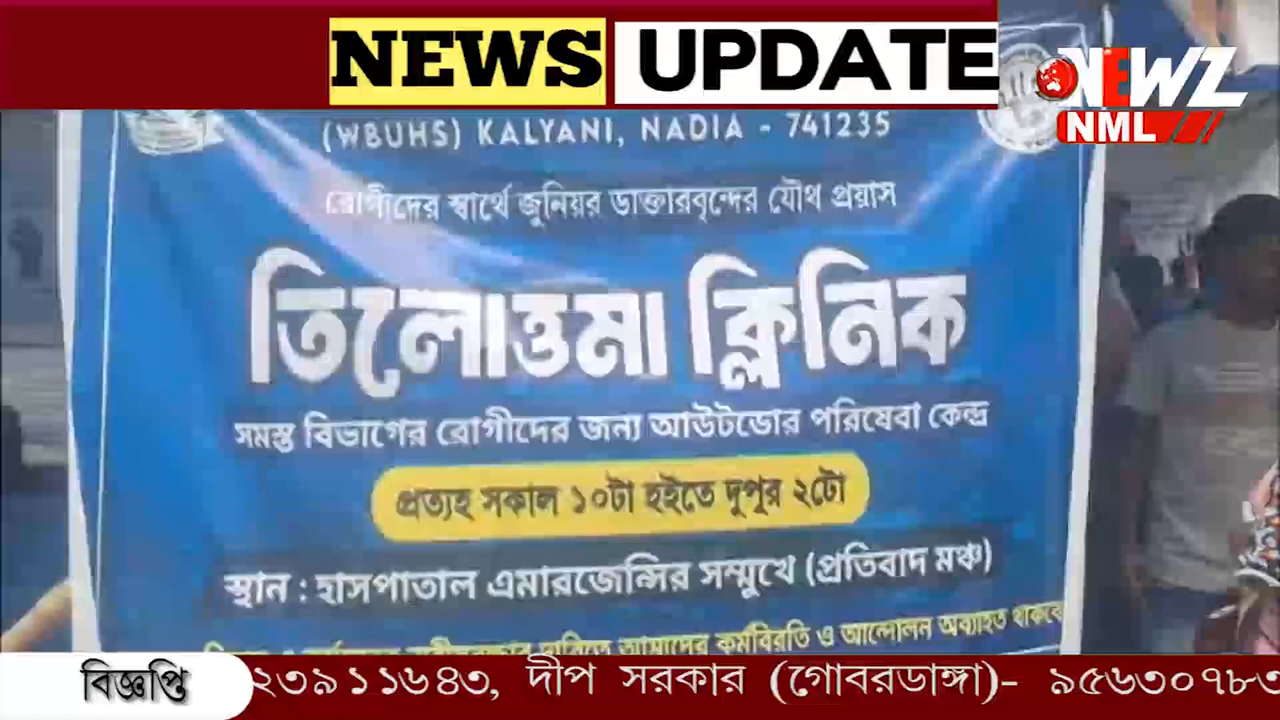 NEWS UPDATE
NEWZ
NML
(WBUHS) KALYANI, NADIA - 741235
রোগীদের স্বার্থে জুনিয়র ডাক্তারবৃন্দের যৌথ প্রয়াস
তিলোত্তমা ক্লিনিক
সমস্ত বিভাগের রোগীদের জন্য আউটডোর পরিষেবা কেন্দ্র
প্রত্যহ সকাল ১০টা হইতে দুপুর ২টো
স্থান : হাসপাতাল এমারজেন্সির সম্মুখে (প্রতিবাদ মঞ্চ)
দাবিতে আমাদের কর্মবিরতি ও আন্দোলন অব্যাহত থাকবে
বিজ্ঞপ্তি ২৩৯১১৬৪৩, দীপ সরকার (গোবরডাঙ্গা)- ৯৫৬৩০৭৮৩